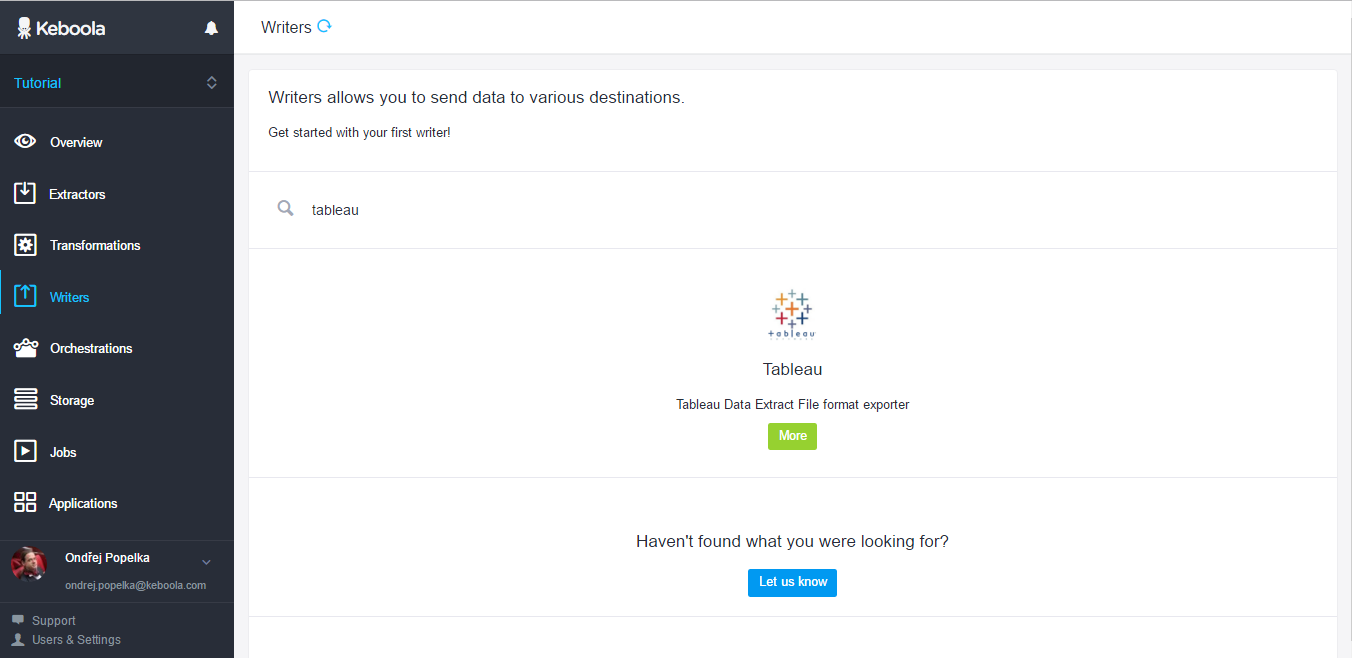 Keboola
Tutorial
Overview
Extractors
Transformations
Writers
Orchestrations
Storage
Jobs
Applications
Ondřej Popelka
ondrej.popelka@keboola.com
Support
Users & Settings
Writers
Writers allows you to send data to various destinations.
Get started with your first writer!
tableau
+ableau
Tableau
Tableau Data Extract File format exporter
More
Haven't found what you were looking for?
Let us know